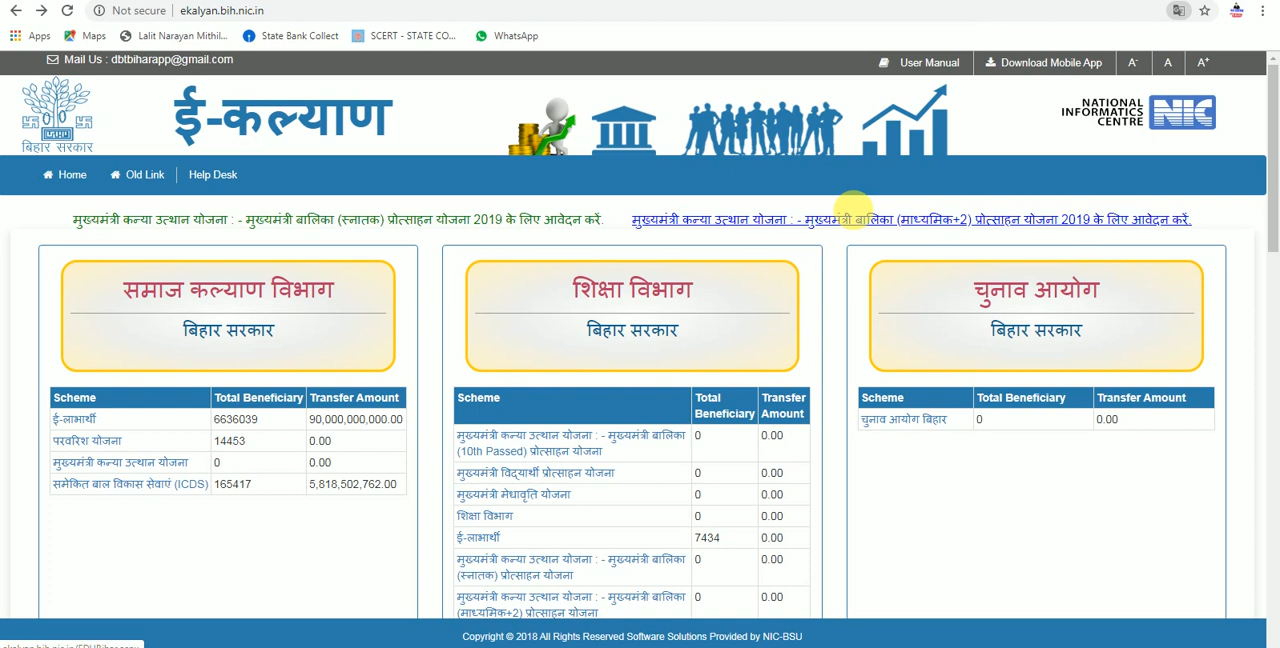 Not secure | ekalyan.bih.nic.in
Apps Maps Lalit Narayan Mithil... State Bank Collect SCERT - STATE CO... WhatsApp
Mail Us : dbtbiharapp@gmail.com User Manual Download Mobile App A- A A+
बिहार सरकार
ई-कल्याण
NATIONAL
INFORMATICS
CENTRE
NIC
Home Old Link Help Desk
मुख्यमंत्री कन्या उत्थान योजना : - मुख्यमंत्री बालिका (स्नातक) प्रोत्साहन योजना 2019 के लिए आवेदन करें. मुख्यमंत्री कन्या उत्थान योजना : - मुख्यमंत्री बालिका (माध्यमिक+2) प्रोत्साहन योजना 2019 के लिए आवेदन करें.
समाज कल्याण विभाग
बिहार सरकार
Scheme Total Beneficiary Transfer Amount
ई-लाभार्थी 6636039 90,000,000,000.00
परवरिश योजना 14453 0.00
मुख्यमंत्री कन्या उत्थान योजना 0 0.00
समेकित बाल विकास सेवाएं (ICDS) 165417 5,818,502,762.00
शिक्षा विभाग
बिहार सरकार
Scheme Total Beneficiary Transfer Amount
मुख्यमंत्री कन्या उत्थान योजना : - मुख्यमंत्री बालिका 0 0.00
(10th Passed) प्रोत्साहन योजना
मुख्यमंत्री विद्यार्थी प्रोत्साहन योजना 0 0.00
मुख्यमंत्री मेधावृति योजना 0 0.00
शिक्षा विभाग 0 0.00
ई-लाभार्थी 7434 0.00
मुख्यमंत्री कन्या उत्थान योजना : - मुख्यमंत्री बालिका 0 0.00
(स्नातक) प्रोत्साहन योजना
मुख्यमंत्री कन्या उत्थान योजना : - मुख्यमंत्री बालिका 0 0.00
(माध्यमिक+2) प्रोत्साहन योजना
चुनाव आयोग
बिहार सरकार
Scheme Total Beneficiary Transfer Amount
चुनाव आयोग बिहार 0 0.00
Copyright © 2018 All Rights Reserved Software Solutions Provided by NIC-BSU